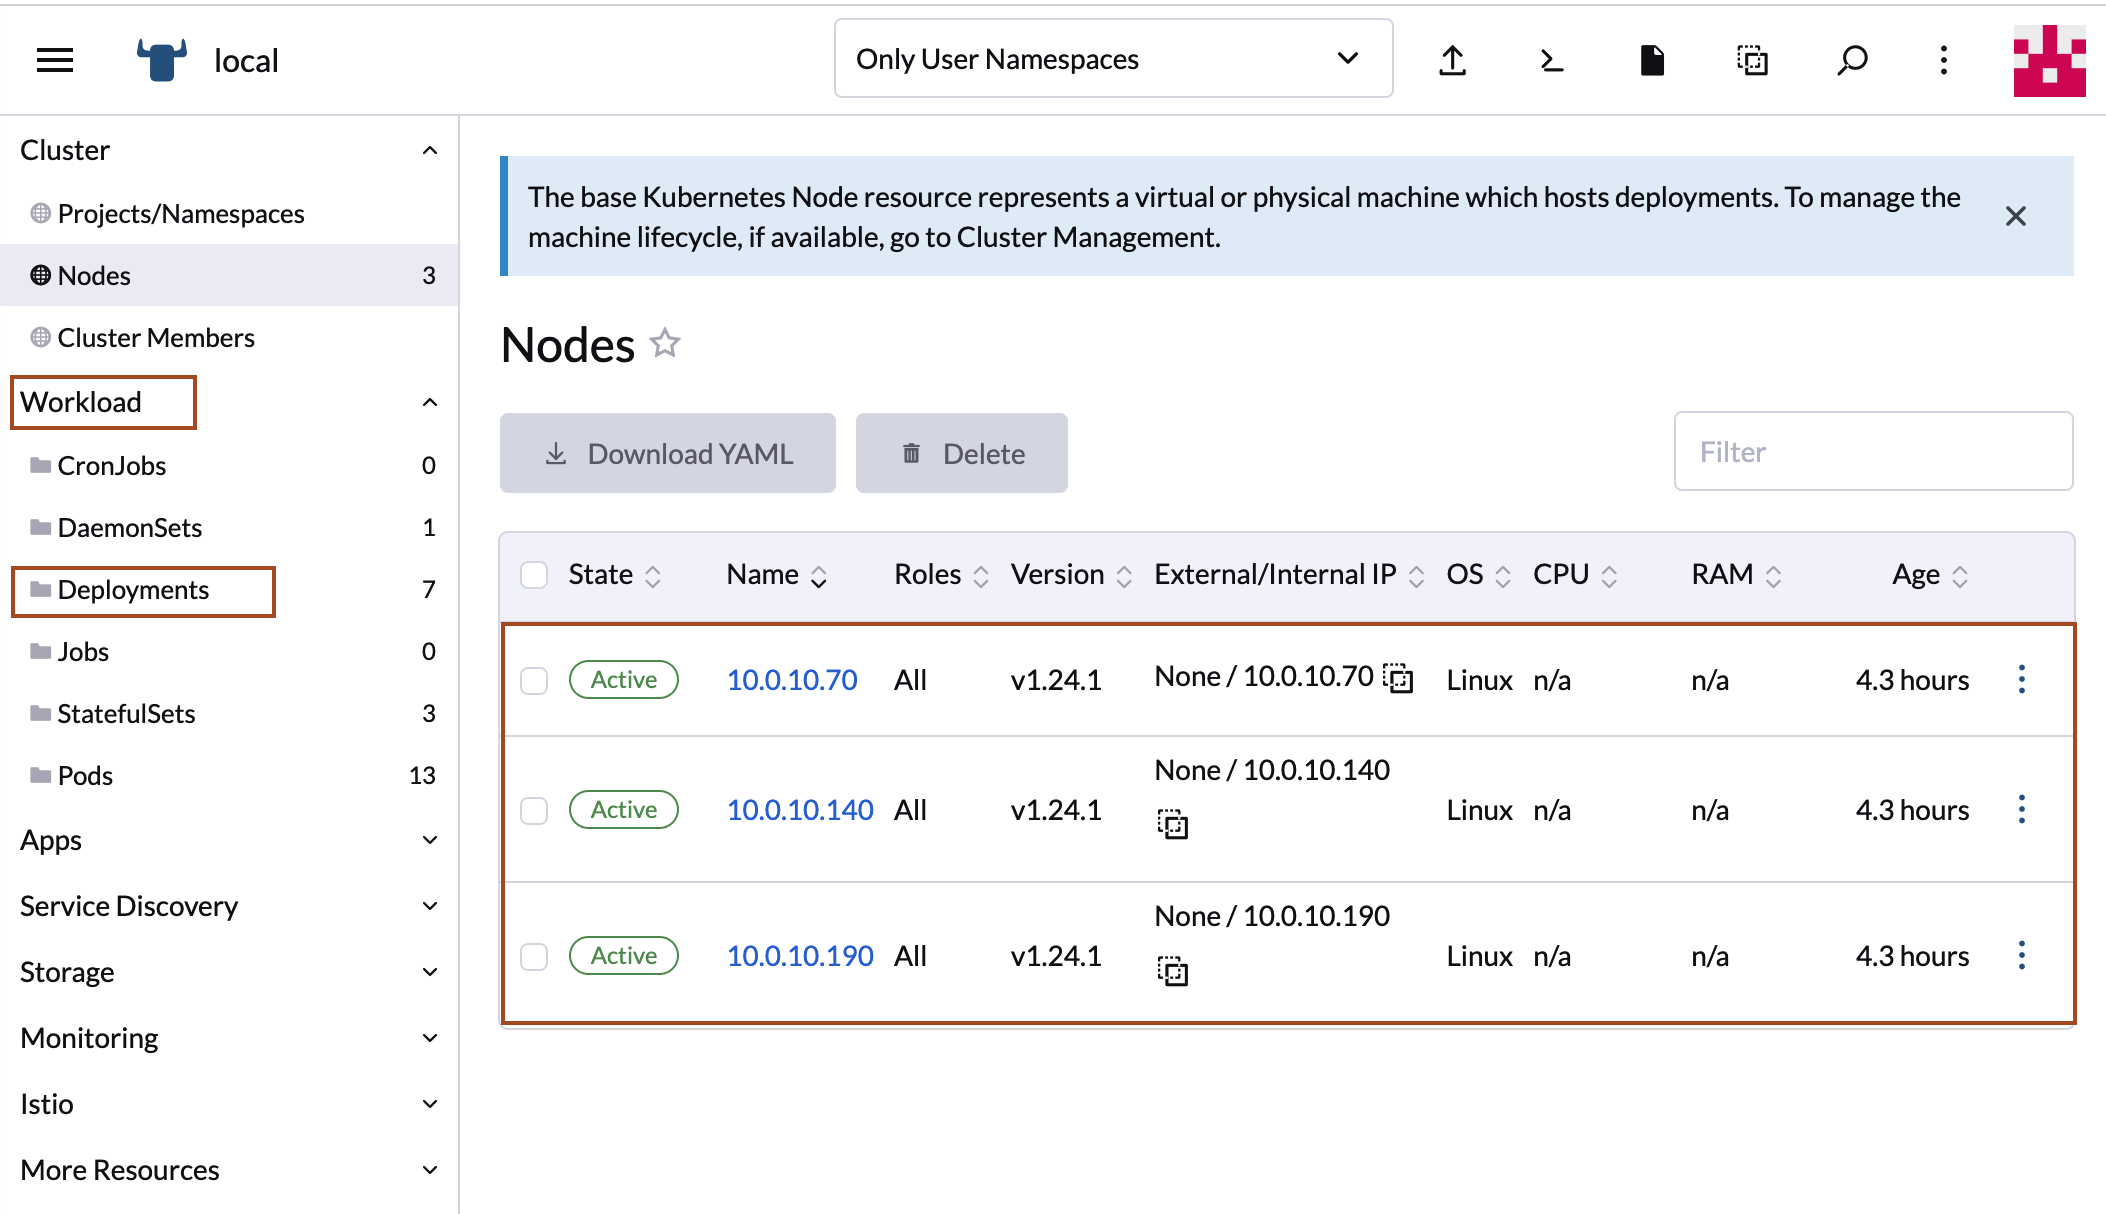 local
Only User Namespaces
Cluster
Projects/Namespaces
Nodes 3
Cluster Members
Workload
CronJobs 0
DaemonSets 1
Deployments 7
Jobs 0
StatefulSets 3
Pods 13
Apps
Service Discovery
Storage
Monitoring
Istio
More Resources
The base Kubernetes Node resource represents a virtual or physical machine which hosts deployments. To manage the
machine lifecycle, if available, go to Cluster Management.
Nodes
Download YAML Delete Filter
State Name Roles Version External/Internal IP OS CPU RAM Age
Active 10.0.10.70 All v1.24.1 None / 10.0.10.70 Linux n/a n/a 4.3 hours
Active 10.0.10.140 All v1.24.1 None / 10.0.10.140 Linux n/a n/a 4.3 hours
Active 10.0.10.190 All v1.24.1 None / 10.0.10.190 Linux n/a n/a 4.3 hours